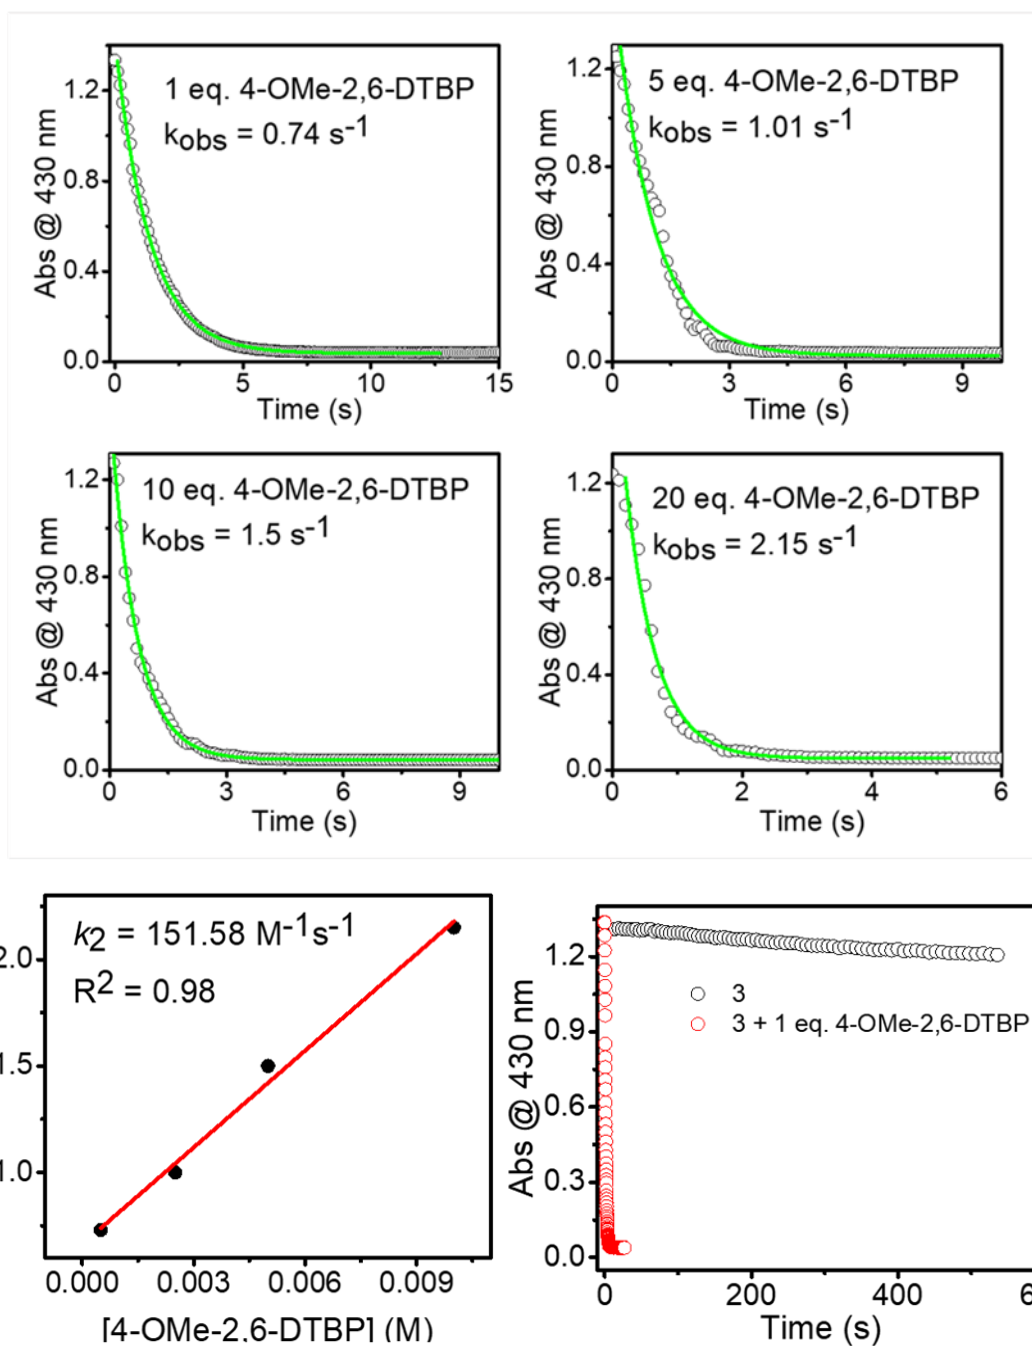 1 eq. 4-OMe-2,6-DTBP
kobs = 0.74 s-1
Abs @ 430 nm
1.2
0.8
0.4
0.0
0 5 10 15
Time (s)
5 eq. 4-OMe-2,6-DTBP
kobs = 1.01 s-1
Abs @ 430 nm
1.2
0.8
0.4
0.0
0 3 6 9
Time (s)
10 eq. 4-OMe-2,6-DTBP
kobs = 1.5 s-1
Abs @ 430 nm
1.2
0.8
0.4
0.0
0 3 6 9
Time (s)
20 eq. 4-OMe-2,6-DTBP
kobs = 2.15 s-1
Abs @ 430 nm
1.2
0.8
0.4
0.0
0 2 4 6
Time (s)
k2 = 151.58 M-1s-1
R2 = 0.98
2.0
1.5
1.0
0.000 0.003 0.006 0.009
[4-OMe-2,6-DTBP] (M)
3
3 + 1 eq. 4-OMe-2,6-DTBP
Abs @ 430 nm
1.2
0.9
0.6
0.3
0.0
0 200 400
Time (s)